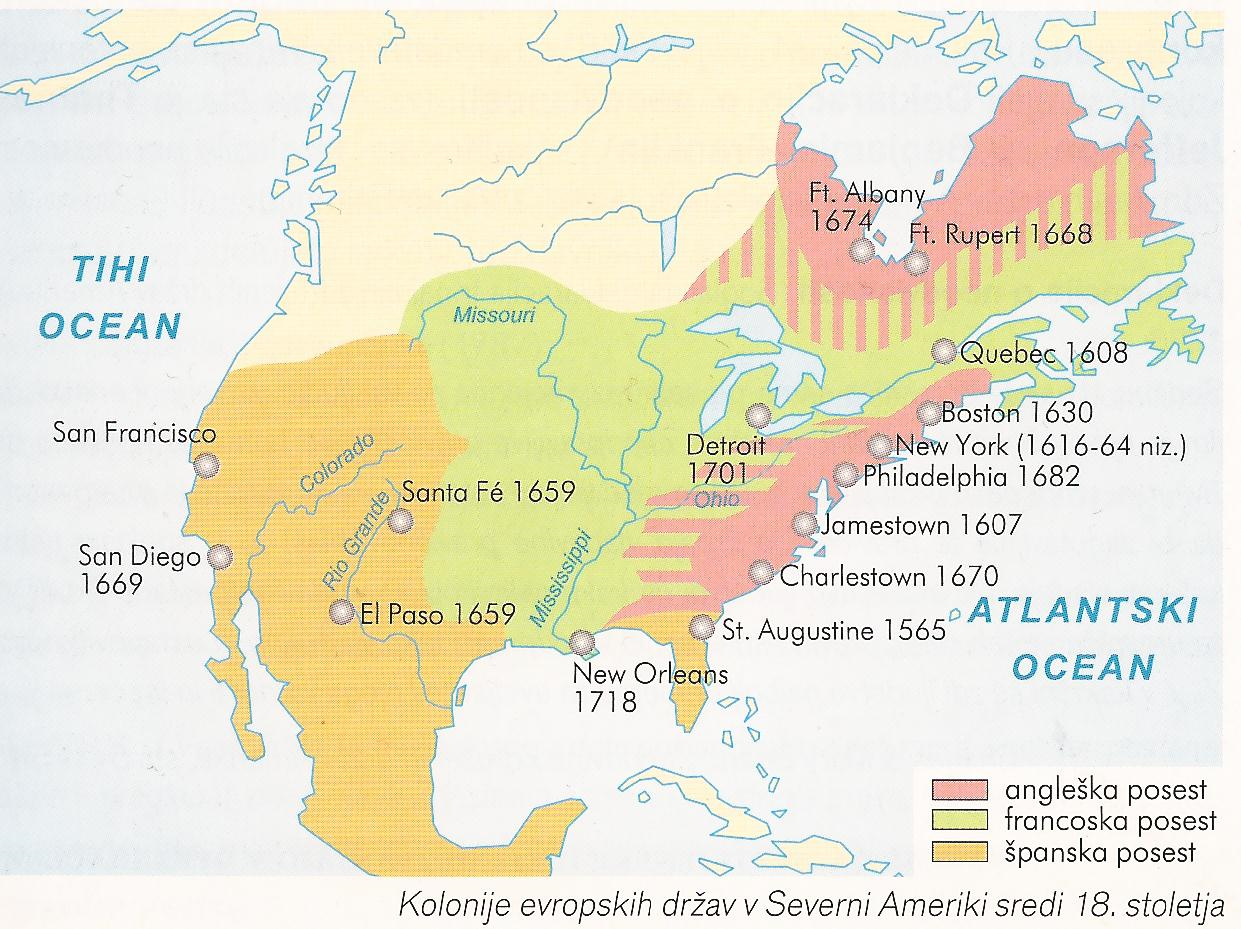 Ft. Albany
1674
Ft. Rupert 1668
TIHI
OCEAN
Missouri
Quebec 1608
Boston 1630
San Francisco
Colorado
Detroit
1701
New York (1616-64 niz.)
Philadelphia 1682
Santa Fé 1659
Ohio
Rio Grande
Jamestown 1607
San Diego
1669
Mississippi
Charlestown 1670
El Paso 1659
ATLANTSKI
OCEAN
St. Augustine 1565
New Orleans
1718
angleška posest
francoska posest
španska posest
Kolonije evropskih držav v Severni Ameriki sredi 18. stoletja